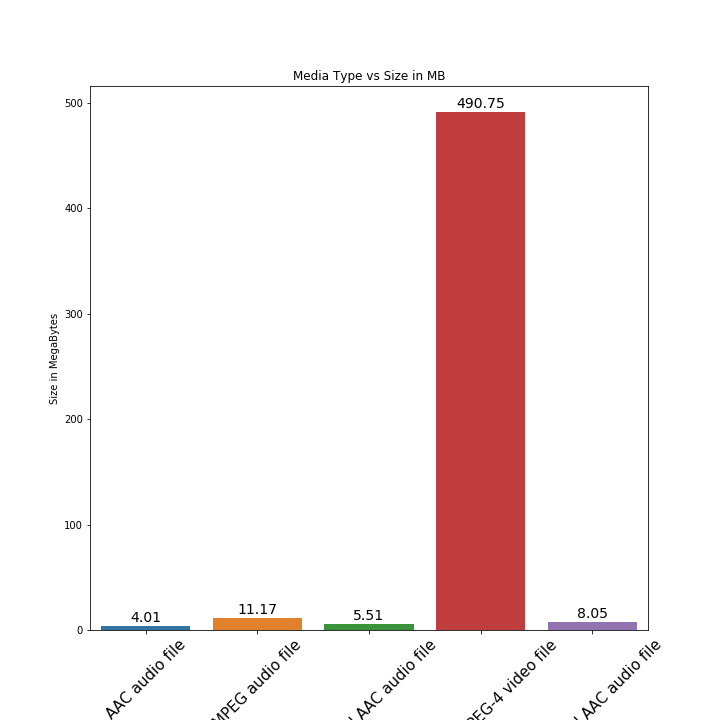 Media Type vs Size in MB
Size in MegaBytes
500
400
300
200
100
0
4.01
11.17
5.51
490.75
8.05
AAC audio file
MPEG audio file
AAC audio file
video file
AAC audio file